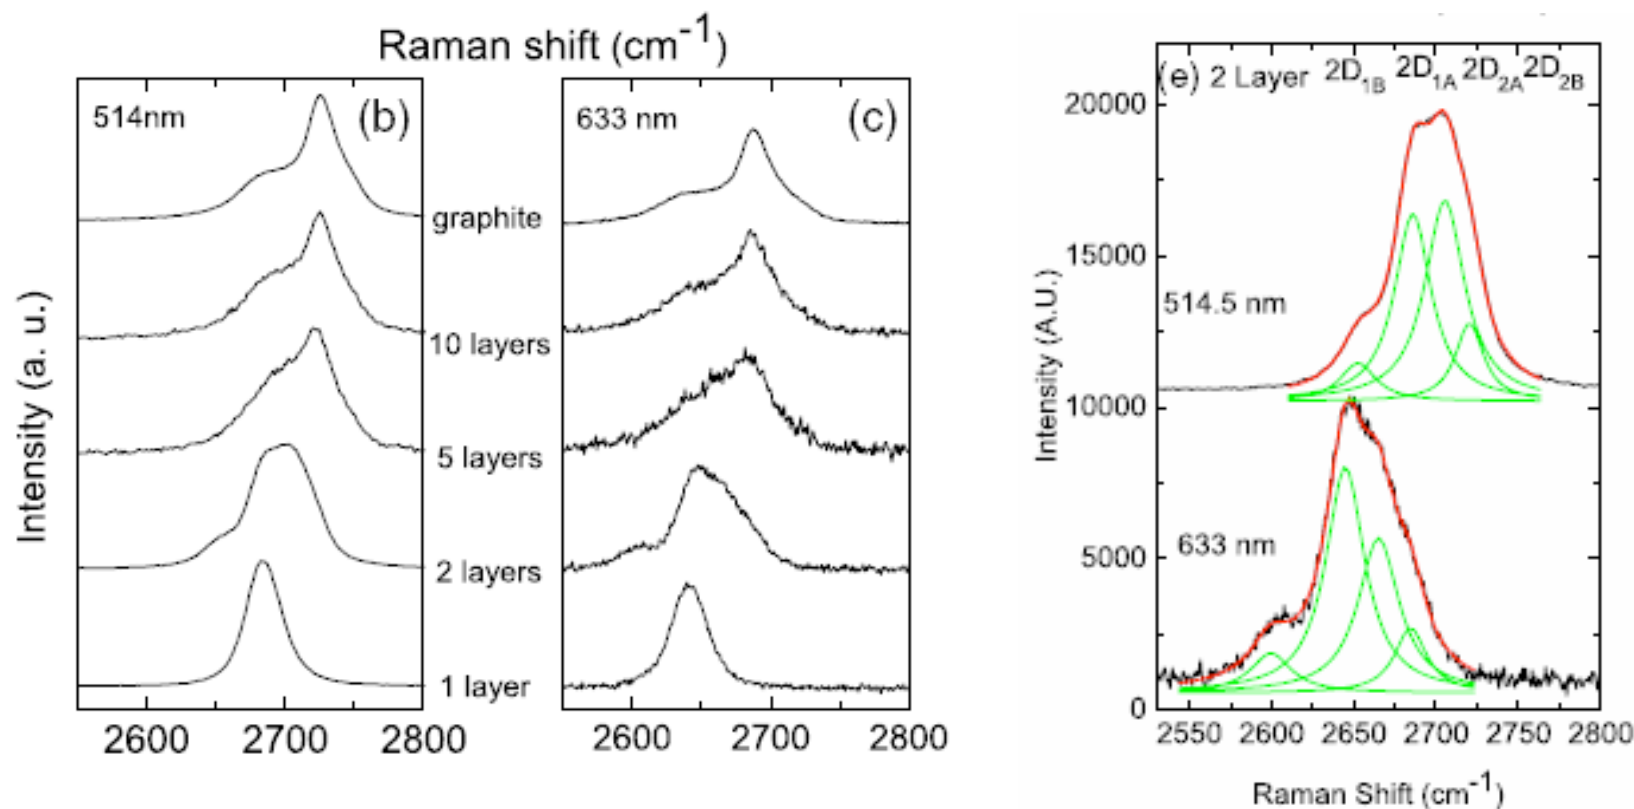 Raman shift (cm-1)
514nm (b)
633 nm (c)
graphite
10 layers
5 layers
2 layers
1 layer
Intensity (a. u.)
2600 2700 2800
2600 2700 2800
(e) 2 Layer 2D1B 2D1A 2D2A 2D2B
20000
15000
514.5 nm
10000
5000
633 nm
0
Intensity (A.U.)
2550 2600 2650 2700 2750 2800
Raman Shift (cm-1)